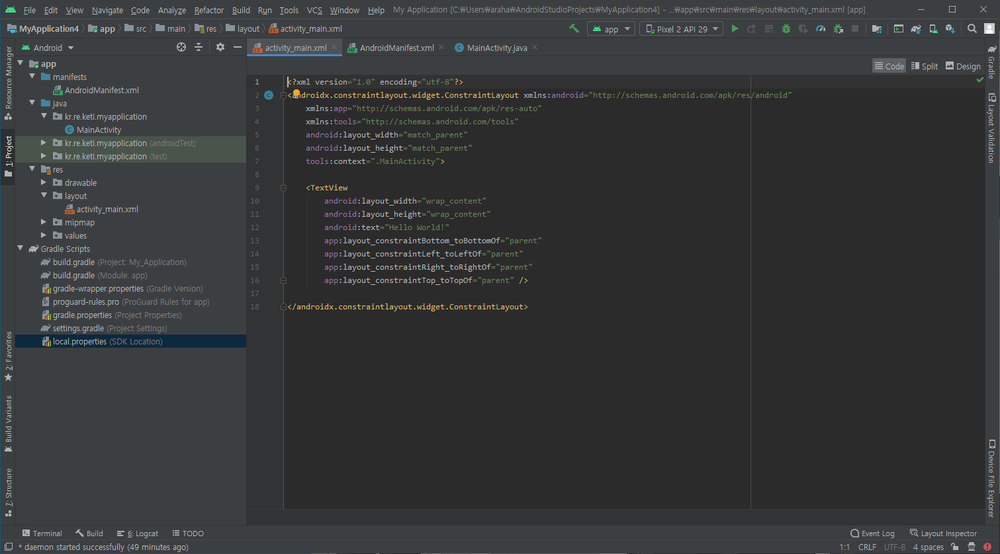 File Edit View Navigate Code Analyze Refactor Build Run Tools VCS Window Help My Application [C:₩Users₩araha₩AndroidStudioProjects₩MyApplication4] - ...₩app₩src₩main₩res₩layout₩activity_main.xml [app]
MyApplication4 app src main res layout activity_main.xml app Pixel 2 API 29
Android
activity_main.xml AndroidManifest.xml MainActivity.java
Code Split Design
Resource Manager
1: Project
2: Favorites
Build Variants
7: Structure
app
manifests
AndroidManifest.xml
java
kr.re.keti.myapplication
MainActivity
kr.re.keti.myapplication (androidTest)
kr.re.keti.myapplication (test)
res
drawable
layout
activity_main.xml
mipmap
values
Gradle Scripts
build.gradle (Project: My_Application)
build.gradle (Module: app)
gradle-wrapper.properties (Gradle Version)
proguard-rules.pro (ProGuard Rules for app)
gradle.properties (Project Properties)
settings.gradle (Project Settings)
local.properties (SDK Location)
1 <?xml version="1.0" encoding="utf-8"?>
2 <androidx.constraintlayout.widget.ConstraintLayout xmlns:android="http://schemas.android.com/apk/res/android"
3 xmlns:app="http://schemas.android.com/apk/res-auto"
4 xmlns:tools="http://schemas.android.com/tools"
5 android:layout_width="match_parent"
6 android:layout_height="match_parent"
7 tools:context=".MainActivity">
8
9 <TextView
10 android:layout_width="wrap_content"
11 android:layout_height="wrap_content"
12 android:text="Hello World!"
13 app:layout_constraintBottom_toBottomOf="parent"
14 app:layout_constraintLeft_toLeftOf="parent"
15 app:layout_constraintRight_toRightOf="parent"
16 app:layout_constraintTop_toTopOf="parent" />
17
18 </androidx.constraintlayout.widget.ConstraintLayout>
Gradle
Layout Validation
Device File Explorer
Terminal Build 6: Logcat TODO Event Log Layout Inspector
* daemon started successfully (49 minutes ago) 1:1 CRLF UTF-8 4 spaces